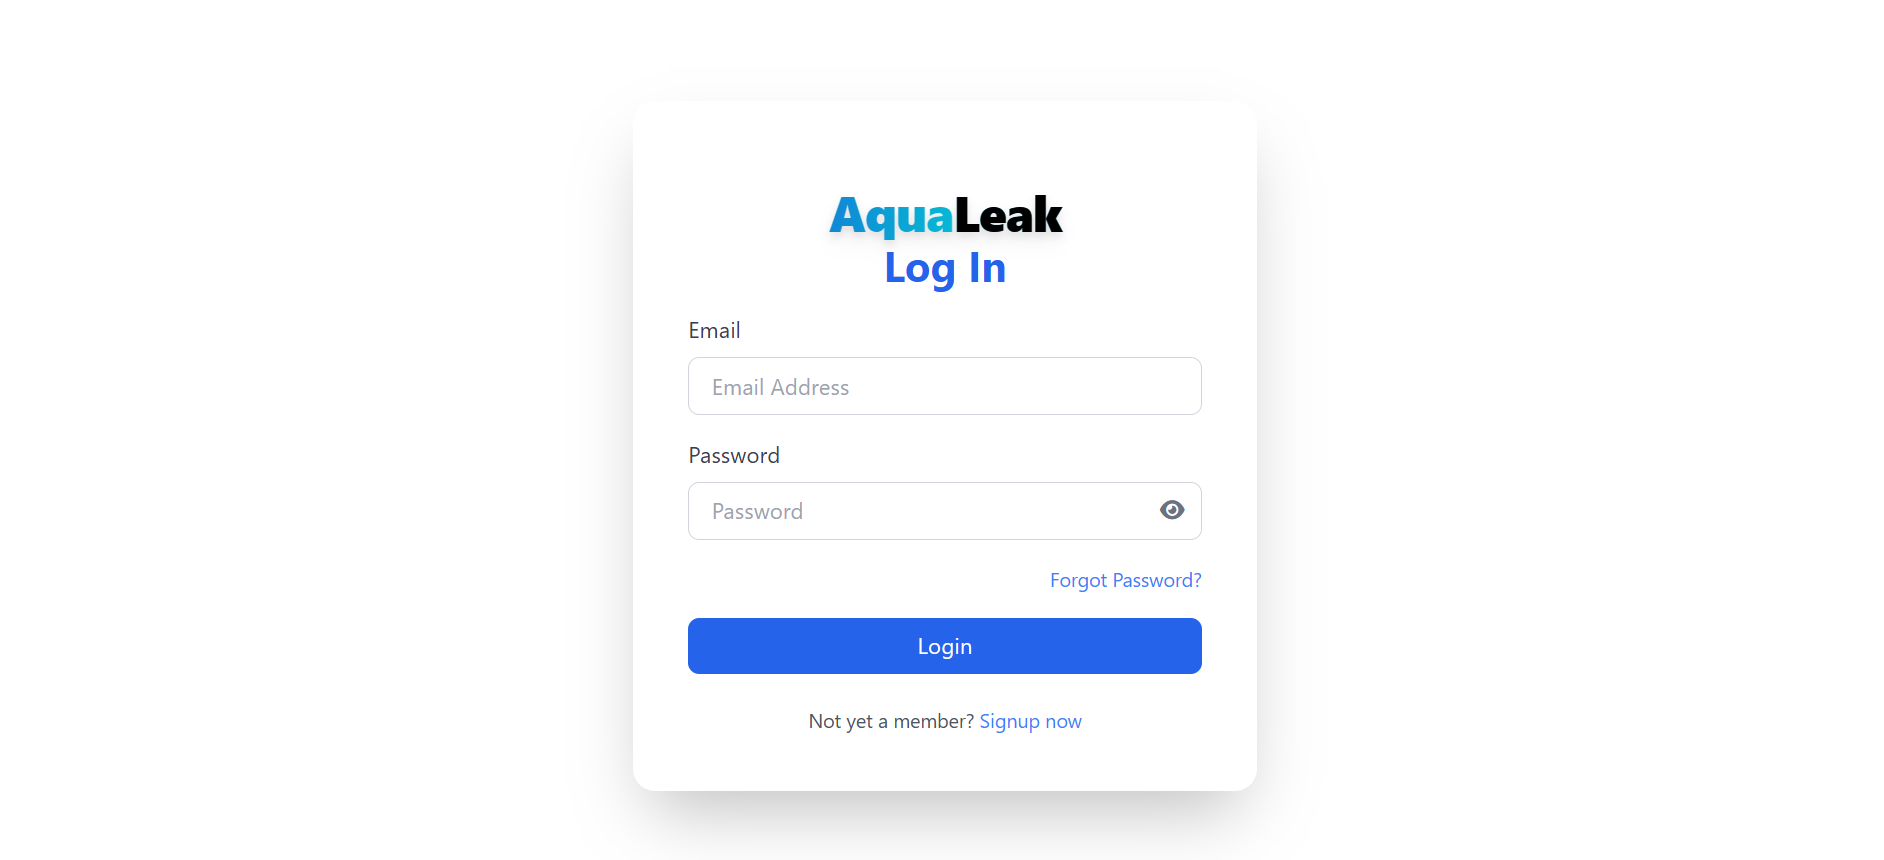 AquaLeak
Log In
Email
Email Address
Password
Password
Forgot Password?
Login
Not yet a member? Signup now